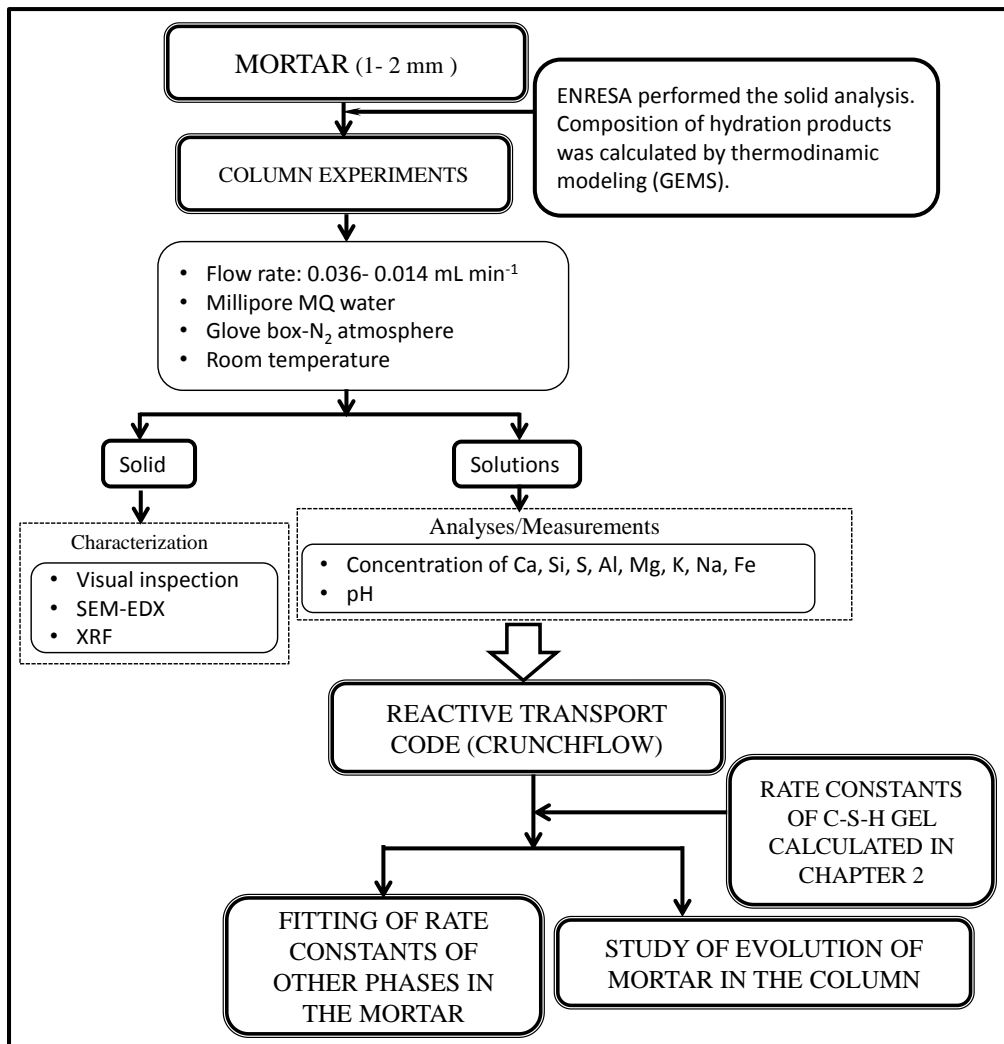 MORTAR (1- 2 mm )
ENRESA performed the solid analysis.
Composition of hydration products
was calculated by thermodinamic
modeling (GEMS).
COLUMN EXPERIMENTS
• Flow rate: 0.036- 0.014 mL min⁻¹
• Millipore MQ water
• Glove box-N₂ atmosphere
• Room temperature
Solid
Solutions
Characterization
• Visual inspection
• SEM-EDX
• XRF
Analyses/Measurements
• Concentration of Ca, Si, S, Al, Mg, K, Na, Fe
• pH
REACTIVE TRANSPORT
CODE (CRUNCHFLOW)
RATE CONSTANTS
OF C-S-H GEL
CALCULATED IN
CHAPTER 2
FITTING OF RATE
CONSTANTS OF
OTHER PHASES IN
THE MORTAR
STUDY OF EVOLUTION OF
MORTAR IN THE COLUMN